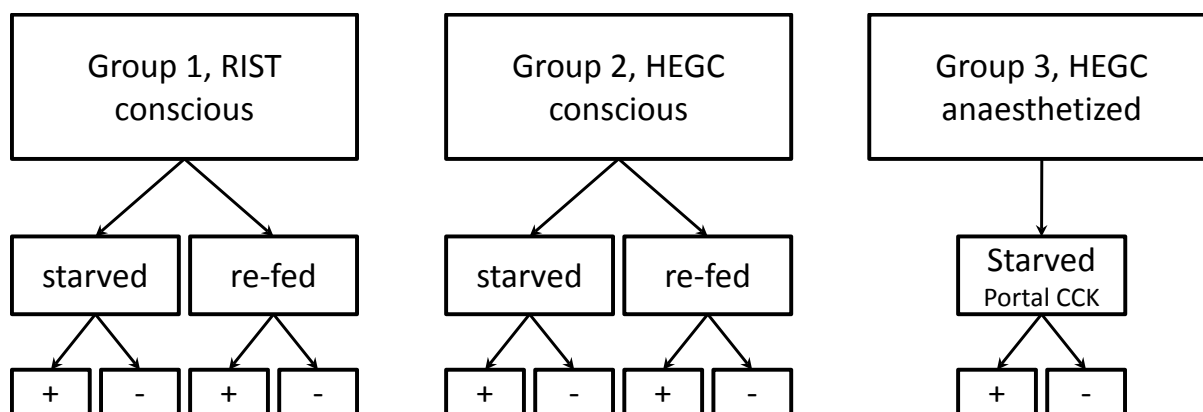 Group 1, RIST
conscious
Group 2, HEGC
conscious
Group 3, HEGC
anaesthetized
starved
re-fed
starved
re-fed
Starved
Portal CCK
+
-
+
-
+
-
+
-
+
-